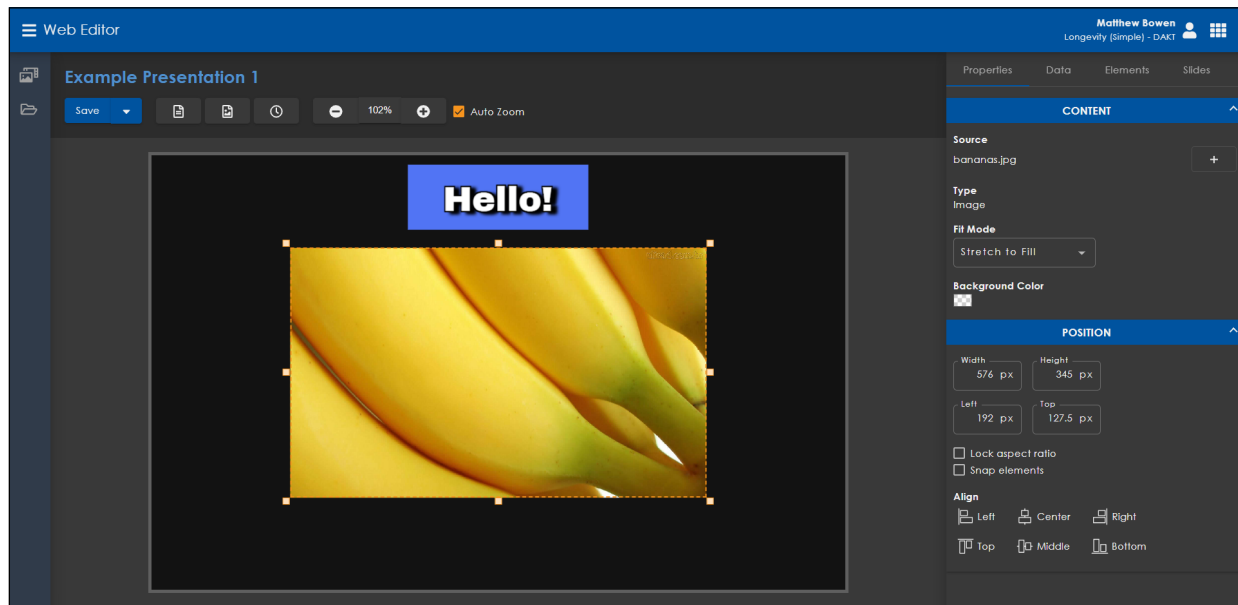 Web Editor
Matthew Bowen
Longevity (Simple) - DAKT
Example Presentation 1
Save
102%
Auto Zoom
Properties Data Elements Slides
CONTENT
Source
bananas.jpg
+
Type
Image
Fit Mode
Stretch to Fill
Background Color
POSITION
Width Height
576 px 345 px
Left Top
192 px 127.5 px
Lock aspect ratio
Snap elements
Align
Left Center Right
Top Middle Bottom
Hello!